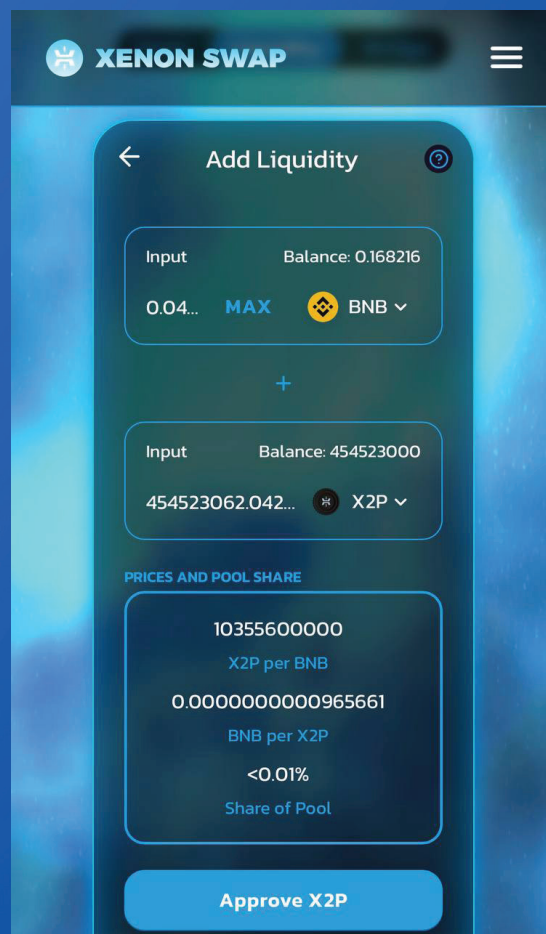 XENON SWAP
Add Liquidity
?
Input Balance: 0.168216
0.04... MAX BNB
+
Input Balance: 454523000
454523062.042... X2P
PRICES AND POOL SHARE
10355600000
X2P per BNB
0.0000000000965661
BNB per X2P
<0.01%
Share of Pool
Approve X2P